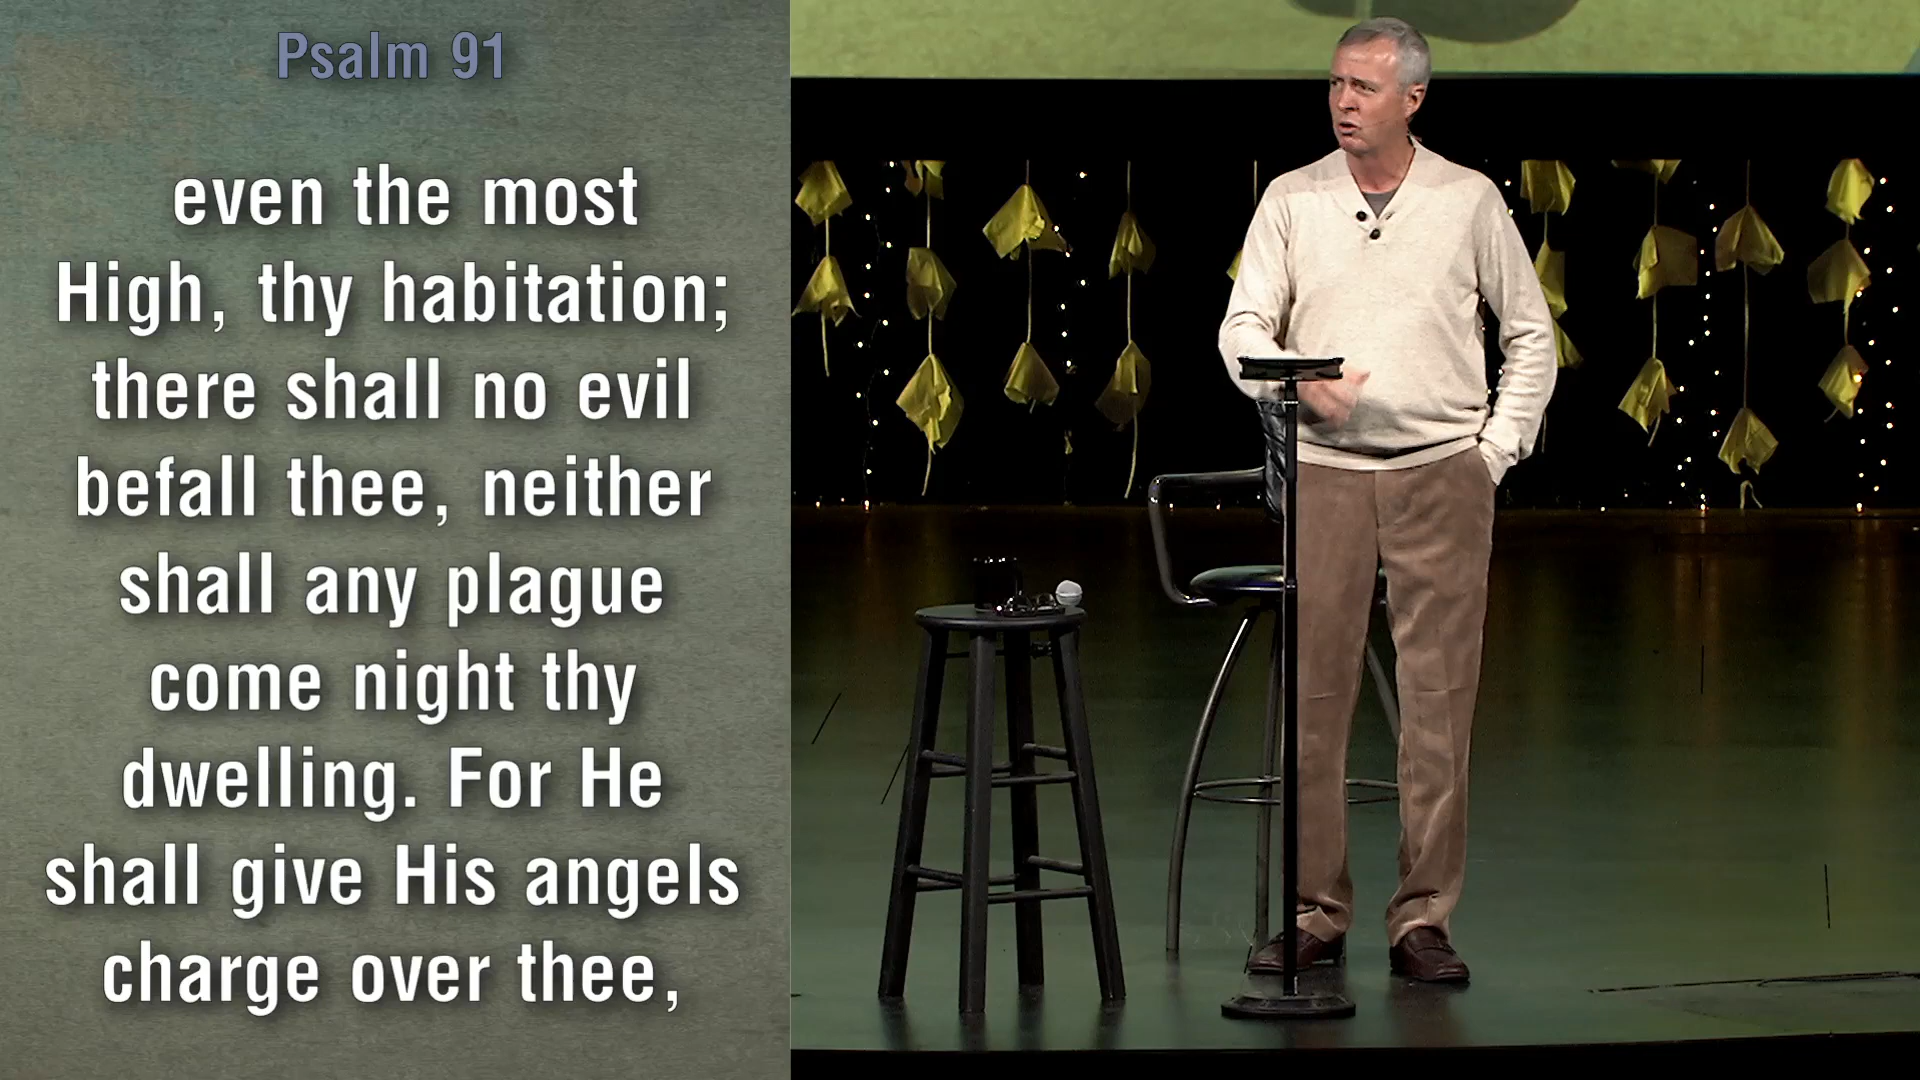 Psalm 91
even the most
High, thy habitation;
there shall no evil
befall thee, neither
shall any plague
come night thy
dwelling. For He
shall give His angels
charge over thee,